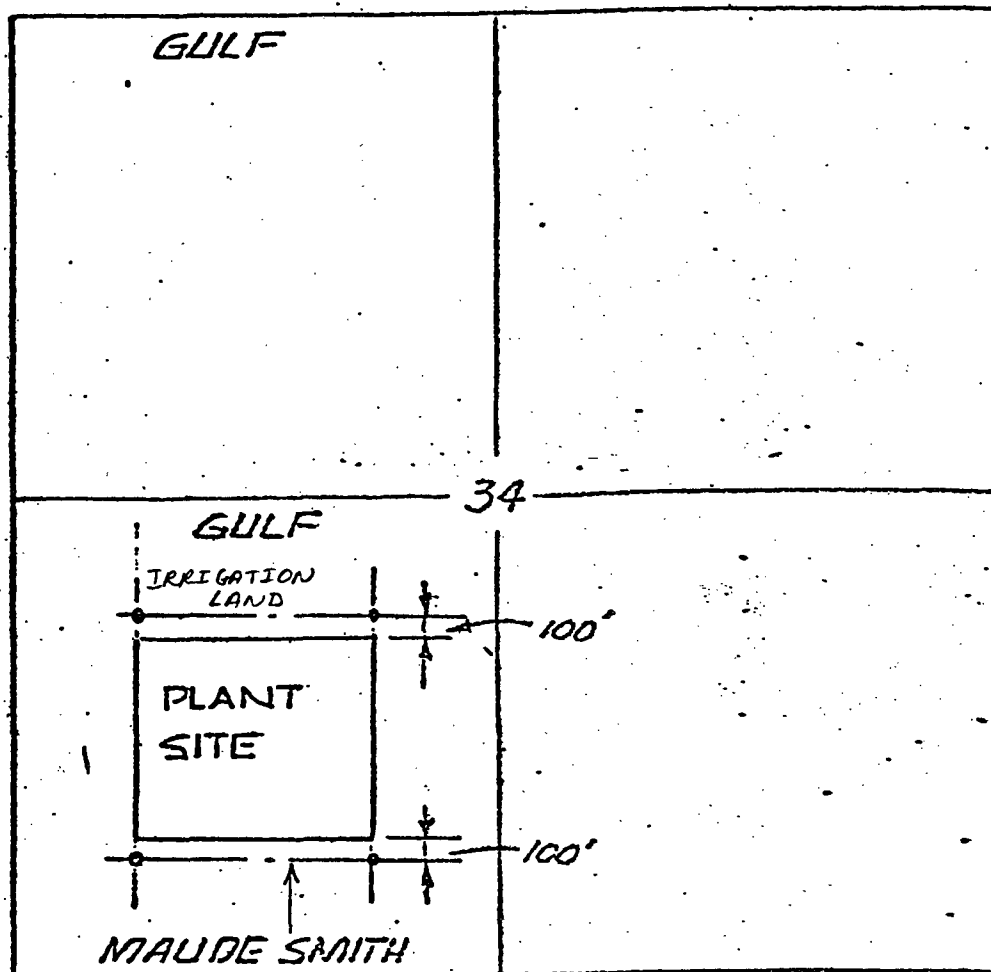 GULF
34
GULF
IRRIGATION
LAND
100'
PLANT
SITE
100'
MAUDE SMITH